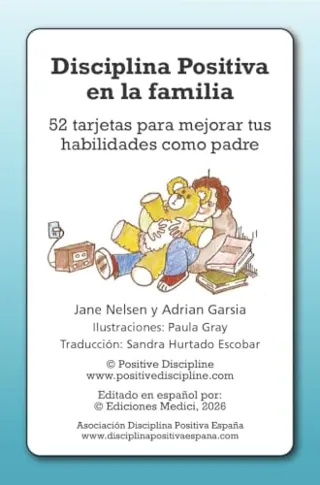 Disciplina Positiva
en la familia
52 tarjetas para mejorar tus
habilidades como padre
Jane Nelsen y Adrian Garsia
Ilustraciones: Paula Gray
Traducción: Sandra Hurtado Escobar
© Positive Discipline
www.positivediscipline.com
Editado en español por:
© Ediciones Medici, 2026
Asociación Disciplina Positiva España
www.disciplinapositivaespana.com